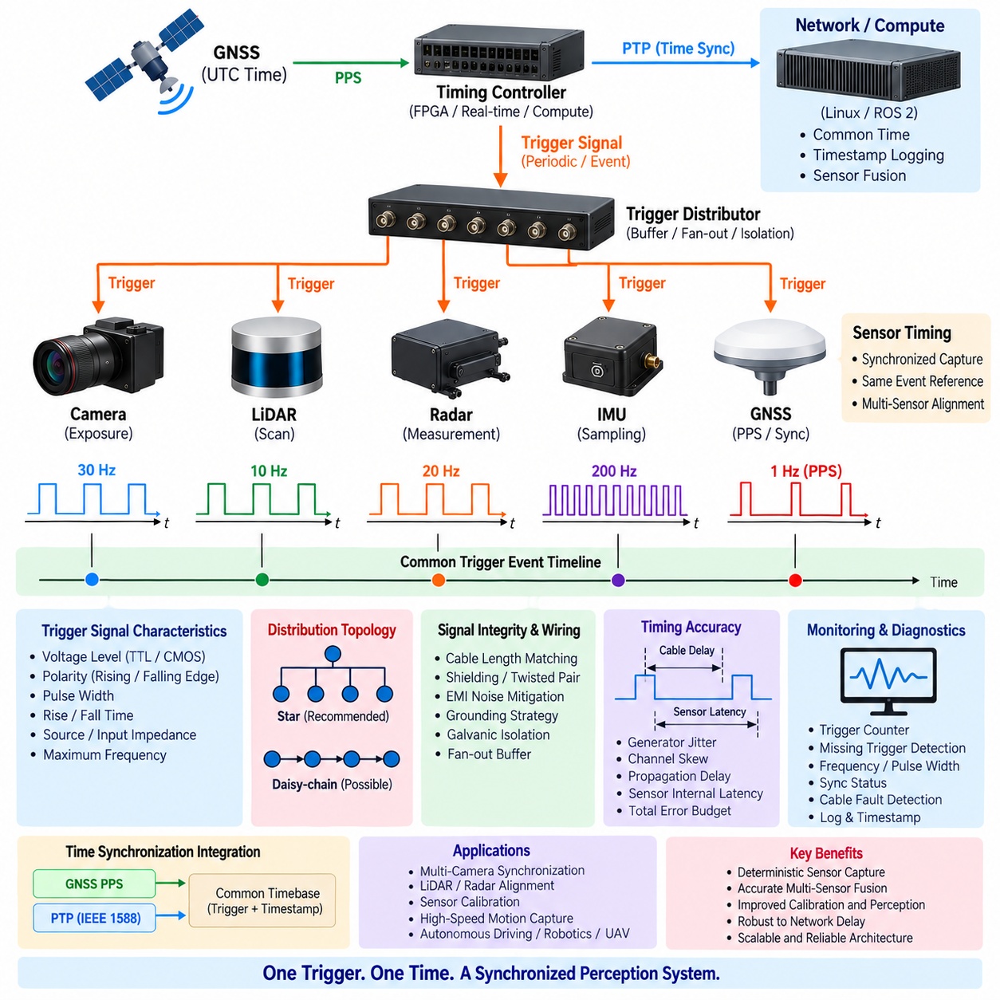 GNSS
(UTC Time)
PPS
Timing Controller
(FPGA / Real-time / Compute)
PTP (Time Sync)
Network / Compute
(Linux / ROS 2)
• Common Time
• Timestamp Logging
• Sensor Fusion
Trigger Signal
(Periodic / Event)
Trigger Distributor
(Buffer / Fan-out / Isolation)
Trigger
Trigger
Trigger
Trigger
Trigger
Camera
(Exposure)
LiDAR
(Scan)
Radar
(Measurement)
IMU
(Sampling)
GNSS
(PPS / Sync)
Sensor Timing
• Synchronized Capture
• Same Event Reference
• Multi-Sensor Alignment
30 Hz
t
10 Hz
t
20 Hz
t
200 Hz
t
1 Hz (PPS)
t
Common Trigger Event Timeline
Time
Trigger Signal Characteristics
• Voltage Level (TTL / CMOS)
• Polarity (Rising / Falling Edge)
• Pulse Width
• Rise / Fall Time
• Source / Input Impedance
• Maximum Frequency
Distribution Topology
Star (Recommended)
Daisy-chain (Possible)
Signal Integrity & Wiring
• Cable Length Matching
• Shielding / Twisted Pair
• EMI Noise Mitigation
• Grounding Strategy
• Galvanic Isolation
• Fan-out Buffer
Timing Accuracy
Cable Delay
Sensor Latency
• Generator Jitter
• Channel Skew
• Propagation Delay
• Sensor Internal Latency
• Total Error Budget
Monitoring & Diagnostics
• Trigger Counter
• Missing Trigger Detection
• Frequency / Pulse Width
• Sync Status
• Cable Fault Detection
• Log & Timestamp
Time Synchronization Integration
GNSS PPS
PTP (IEEE 1588)
Common Timebase
(Trigger + Timestamp)
Applications
• Multi-Camera Synchronization
• LiDAR / Radar Alignment
• Sensor Calibration
• High-Speed Motion Capture
• Autonomous Driving / Robotics / UAV
Key Benefits
• Deterministic Sensor Capture
• Accurate Multi-Sensor Fusion
• Improved Calibration and Perception
• Robust to Network Delay
• Scalable and Reliable Architecture
One Trigger. One Time. A Synchronized Perception System.